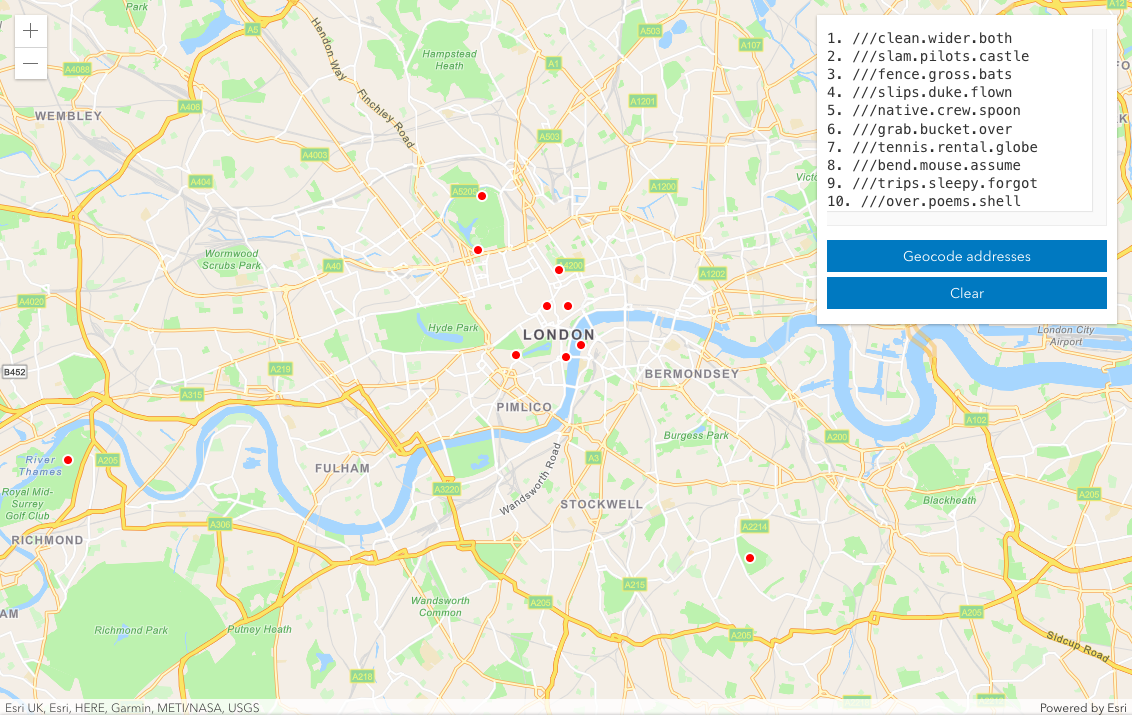 Park
A5
A503
A107
A12
Hendon Way
Hampstead
Heath
A1
A4088
A406
Finchley Road
A1201
WEMBLEY
A503
A4003
A404
A5205
A1200
Victo
Wormwood
Scrubs Park
A40
A4200
A1202
A4020
Hyde Park
LONDON
London City
Airport
B452
A219
BERMONDSEY
A315
PIMLICO
A102
Burgess Park
A200
River
Thames
A205
FULHAM
A3
Royal Mid-
Surrey
Golf Club
A3220
Wandsworth Road
A205
Blackheath
STOCKWELL
A306
A2214
RICHMOND
A215
Wandsworth
Common
A205
A205
AM
Richmond Park
Putney Heath
A205
Sidcup Road
A218
1. ///clean.wider.both
2. ///slam.pilots.castle
3. ///fence.gross.bats
4. ///slips.duke.flown
5. ///native.crew.spoon
6. ///grab.bucket.over
7. ///tennis.rental.globe
8. ///bend.mouse.assume
9. ///trips.sleepy.forgot
10. ///over.poems.shell
Geocode addresses
Clear
Esri UK, Esri, HERE, Garmin, METI/NASA, USGS
Powered by Esri